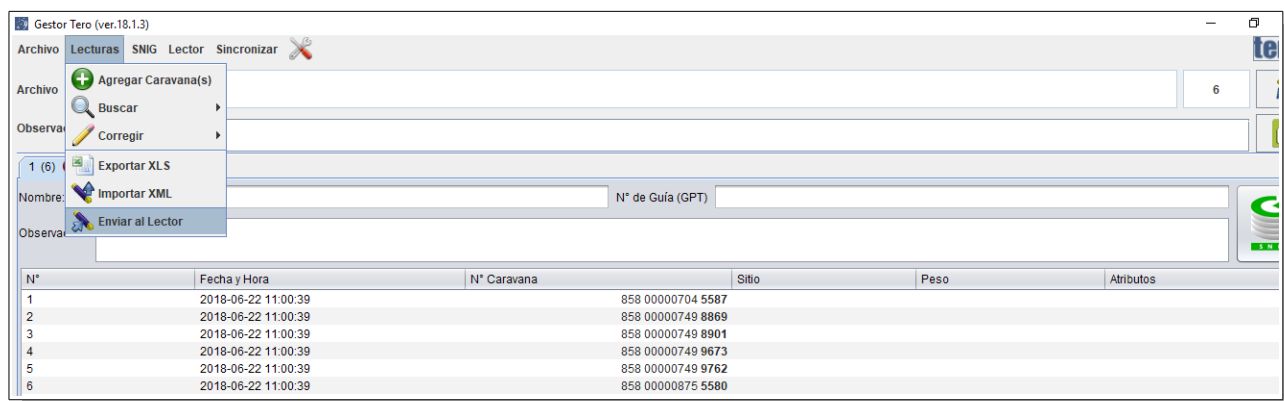 Gestor Tero (ver.18.1.3)
Archivo Lecturas SNIG Lector Sincronizar
Agregar Caravana(s)
Archivo 6
Buscar
Corregir
1 (6) Exportar XLS
Nombre: Importar XML N° de Guía (GPT)
Enviar al Lector
N° Fecha y Hora N° Caravana Sitio Peso Atributos
1 2018-06-22 11:00:39 858 00000704 5587
2 2018-06-22 11:00:39 858 00000749 8869
3 2018-06-22 11:00:39 858 00000749 8901
4 2018-06-22 11:00:39 858 00000749 9673
5 2018-06-22 11:00:39 858 00000749 9762
6 2018-06-22 11:00:39 858 00000875 5580